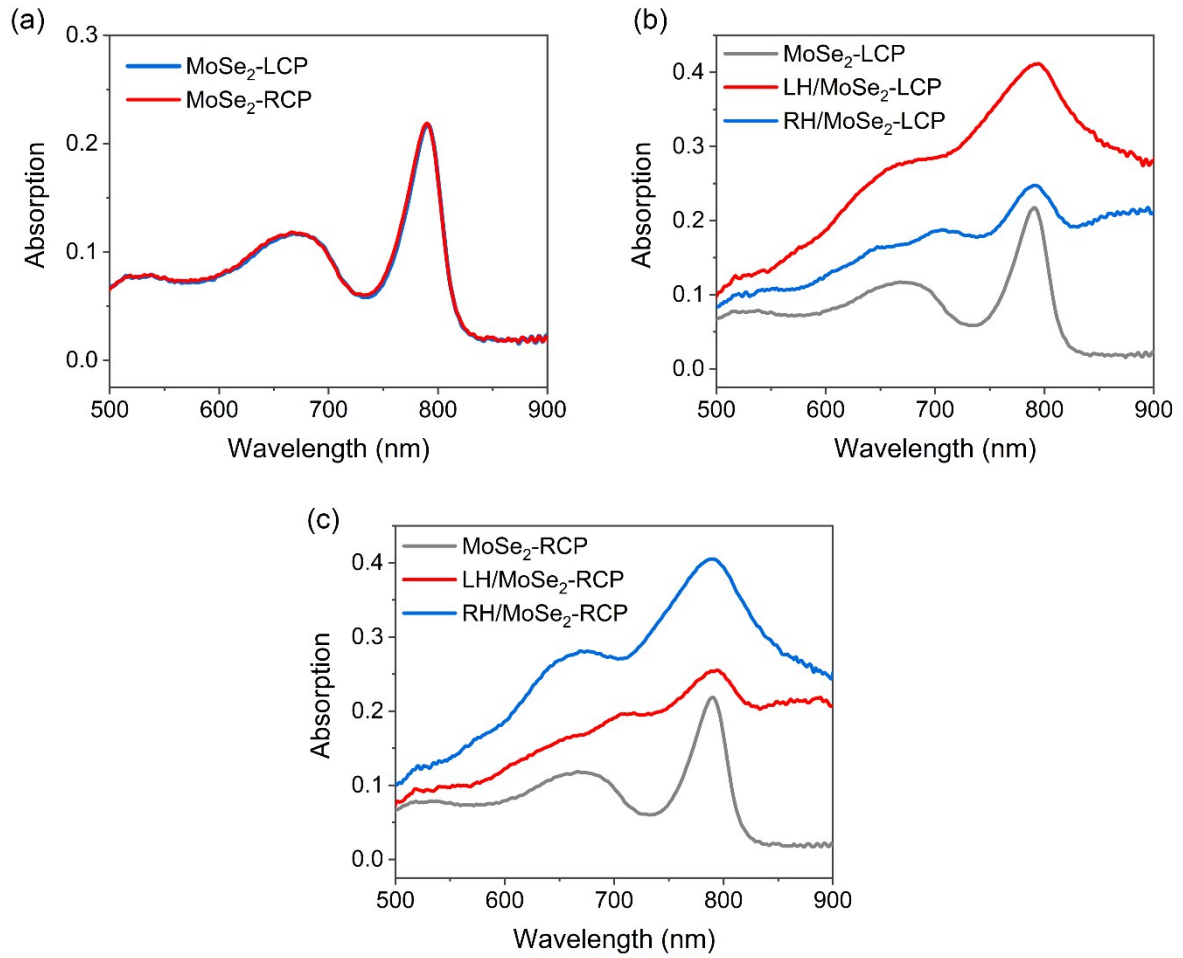 (a)
0.3
0.2
0.1
0.0
Absorption
MoSe₂-LCP
MoSe₂-RCP
500 600 700 800 900
Wavelength (nm)
(b)
0.4
0.3
0.2
0.1
0.0
Absorption
MoSe₂-LCP
LH/MoSe₂-LCP
RH/MoSe₂-LCP
500 600 700 800 900
Wavelength (nm)
(c)
0.4
0.3
0.2
0.1
0.0
Absorption
MoSe₂-RCP
LH/MoSe₂-RCP
RH/MoSe₂-RCP
500 600 700 800 900
Wavelength (nm)